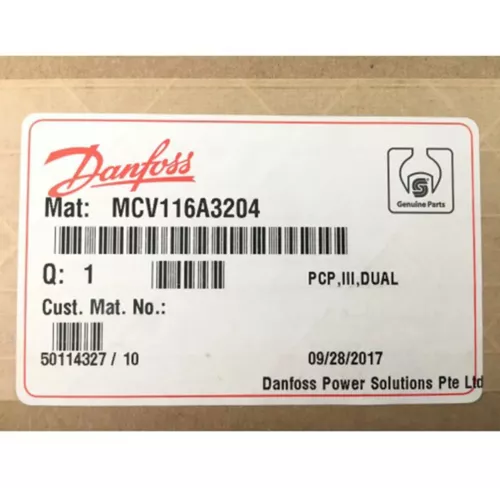 Danfoss
Genuine Parts
Mat: MCV116A3204
Q: 1
PCP,III,DUAL
Cust. Mat. No.:
50114327 / 10
09/28/2017
Danfoss Power Solutions Pte Ltd